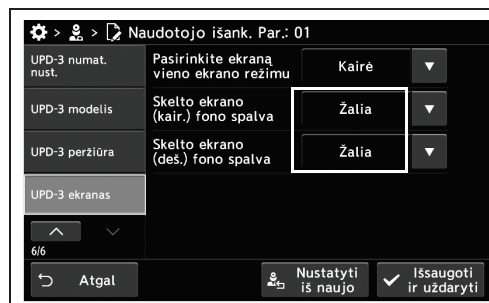 > > Naudotojo išank. Par.: 01
UPD-3 numat.
nust.
Pasirinkite ekraną
vieno ekrano režimu
Kairė
UPD-3 modelis
Skelto ekrano
(kair.) fono spalva
Žalia
UPD-3 peržiūra
Skelto ekrano
(deš.) fono spalva
Žalia
UPD-3 ekranas
6/6
Atgal
Nustatyti
iš naujo
Išsaugoti
ir uždaryti